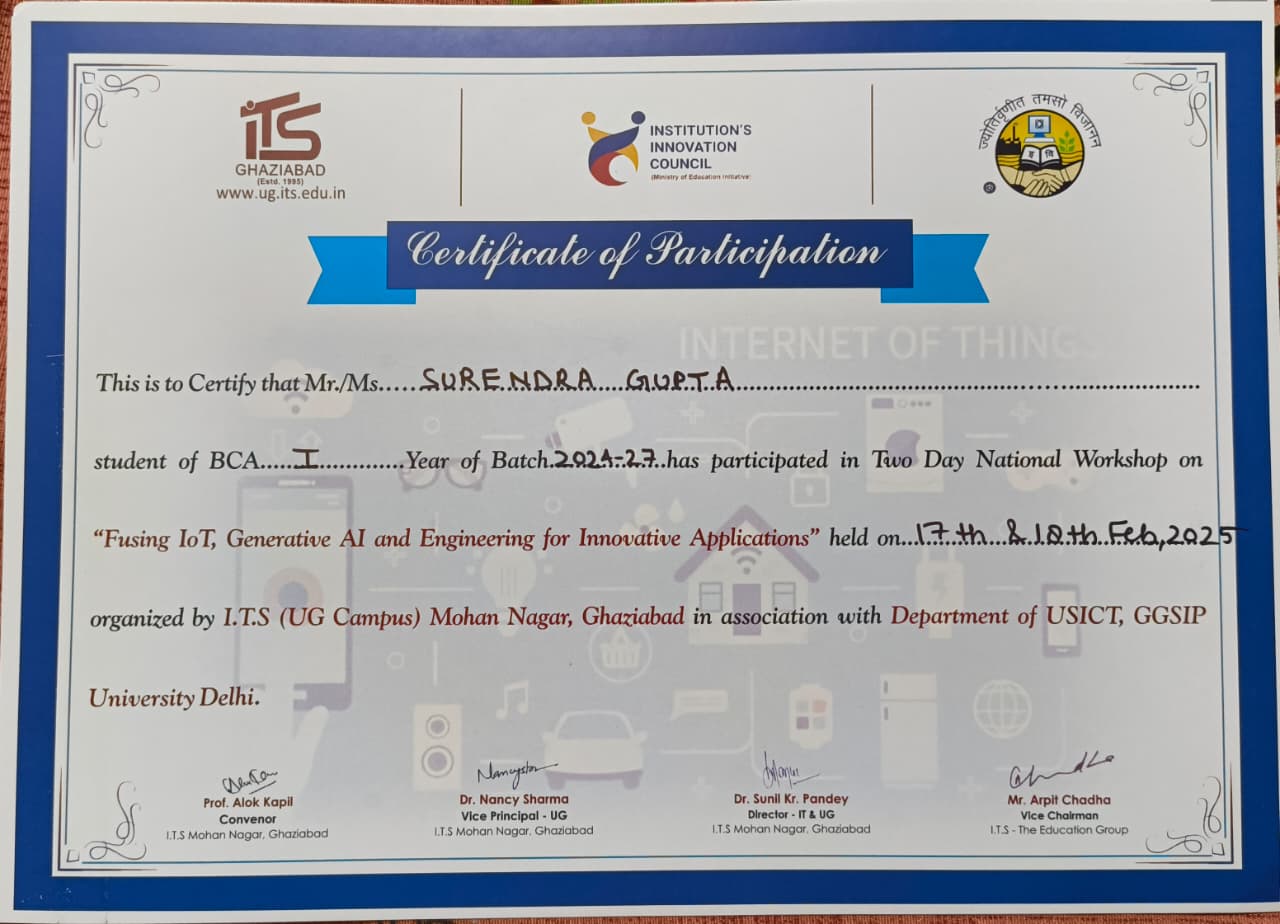 iTS
GHAZIABAD
(Estd. 1995)
www.ug.its.edu.in
INSTITUTION'S
INNOVATION
COUNCIL
(Ministry of Education Initiative)
ज्योतिर्वृणीत तमसो विजानन
Certificate of Participation
INTERNET OF THINGS
This is to Certify that Mr./Ms.....SURENDRA GUPTA
student of BCA.....I............Year of Batch.2024-27..has participated in Two Day National Workshop on
“Fusing IoT, Generative AI and Engineering for Innovative Applications” held on...17th & 18th Feb, 2025
organized by I.T.S (UG Campus) Mohan Nagar, Ghaziabad in association with Department of USICT, GGSIP
University Delhi.
Prof. Alok Kapil
Convenor
I.T.S Mohan Nagar, Ghaziabad
Dr. Nancy Sharma
Vice Principal - UG
I.T.S Mohan Nagar, Ghaziabad
Dr. Sunil Kr. Pandey
Director - IT & UG
I.T.S Mohan Nagar, Ghaziabad
Mr. Arpit Chadha
Vice Chairman
I.T.S - The Education Group